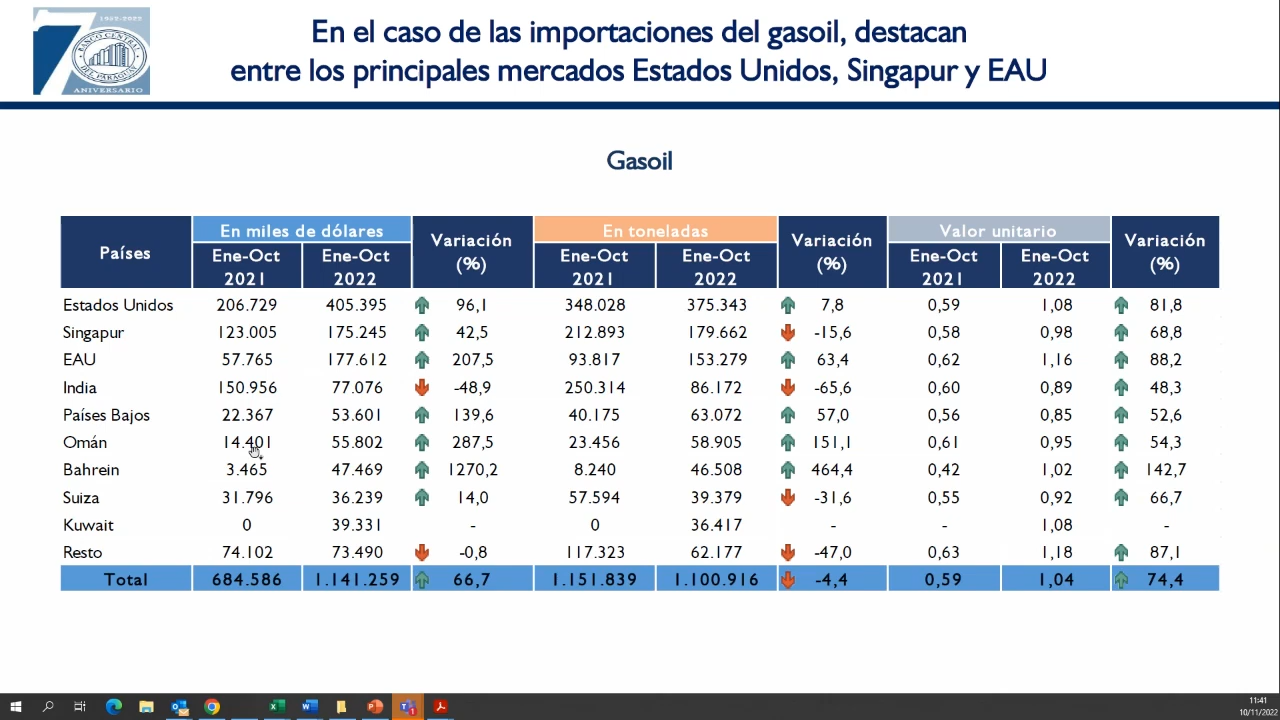 1952-2022
BANCO CENTRAL
DEL PARAGUAY
ANIVERSARIO
En el caso de las importaciones del gasoil, destacan
entre los principales mercados Estados Unidos, Singapur y EAU
Gasoil
Países En miles de dólares Variación (%) En toneladas Variación (%) Valor unitario Variación (%)
Ene-Oct 2021 Ene-Oct 2022 Ene-Oct 2021 Ene-Oct 2022 Ene-Oct 2021 Ene-Oct 2022
Estados Unidos 206.729 405.395 96,1 348.028 375.343 7,8 0,59 1,08 81,8
Singapur 123.005 175.245 42,5 212.893 179.662 -15,6 0,58 0,98 68,8
EAU 57.765 177.612 207,5 93.817 153.279 63,4 0,62 1,16 88,2
India 150.956 77.076 -48,9 250.314 86.172 -65,6 0,60 0,89 48,3
Países Bajos 22.367 53.601 139,6 40.175 63.072 57,0 0,56 0,85 52,6
Omán 14.401 55.802 287,5 23.456 58.905 151,1 0,61 0,95 54,3
Bahrein 3.465 47.469 1270,2 8.240 46.508 464,4 0,42 1,02 142,7
Suiza 31.796 36.239 14,0 57.594 39.379 -31,6 0,55 0,92 66,7
Kuwait 0 39.331 - 0 36.417 - - 1,08 -
Resto 74.102 73.490 -0,8 117.323 62.177 -47,0 0,63 1,18 87,1
Total 684.586 1.141.259 66,7 1.151.839 1.100.916 -4,4 0,59 1,04 74,4
11:41
10/11/2022